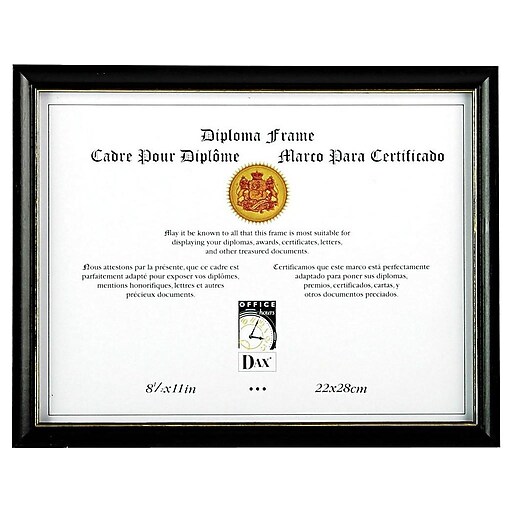 Diploma Frame
Cadre Pour Diplôme Marco Para Certificado
May it be known to all that this frame is most suitable for
displaying your diplomas, awards, certificates, letters,
and other treasured documents.
Nous attestons par la présente, que ce cadre est
parfaitement adapté pour exposer vos diplômes,
mentions honorifiques, lettres et autres
précieux documents.
Certificamos que este marco está perfectamente
adaptado para poner sus diplomas,
premios, certificados, cartas, y
otros documentos preciados.
OFFICE
hours
DAX
8½x11in ••• 22x28cm